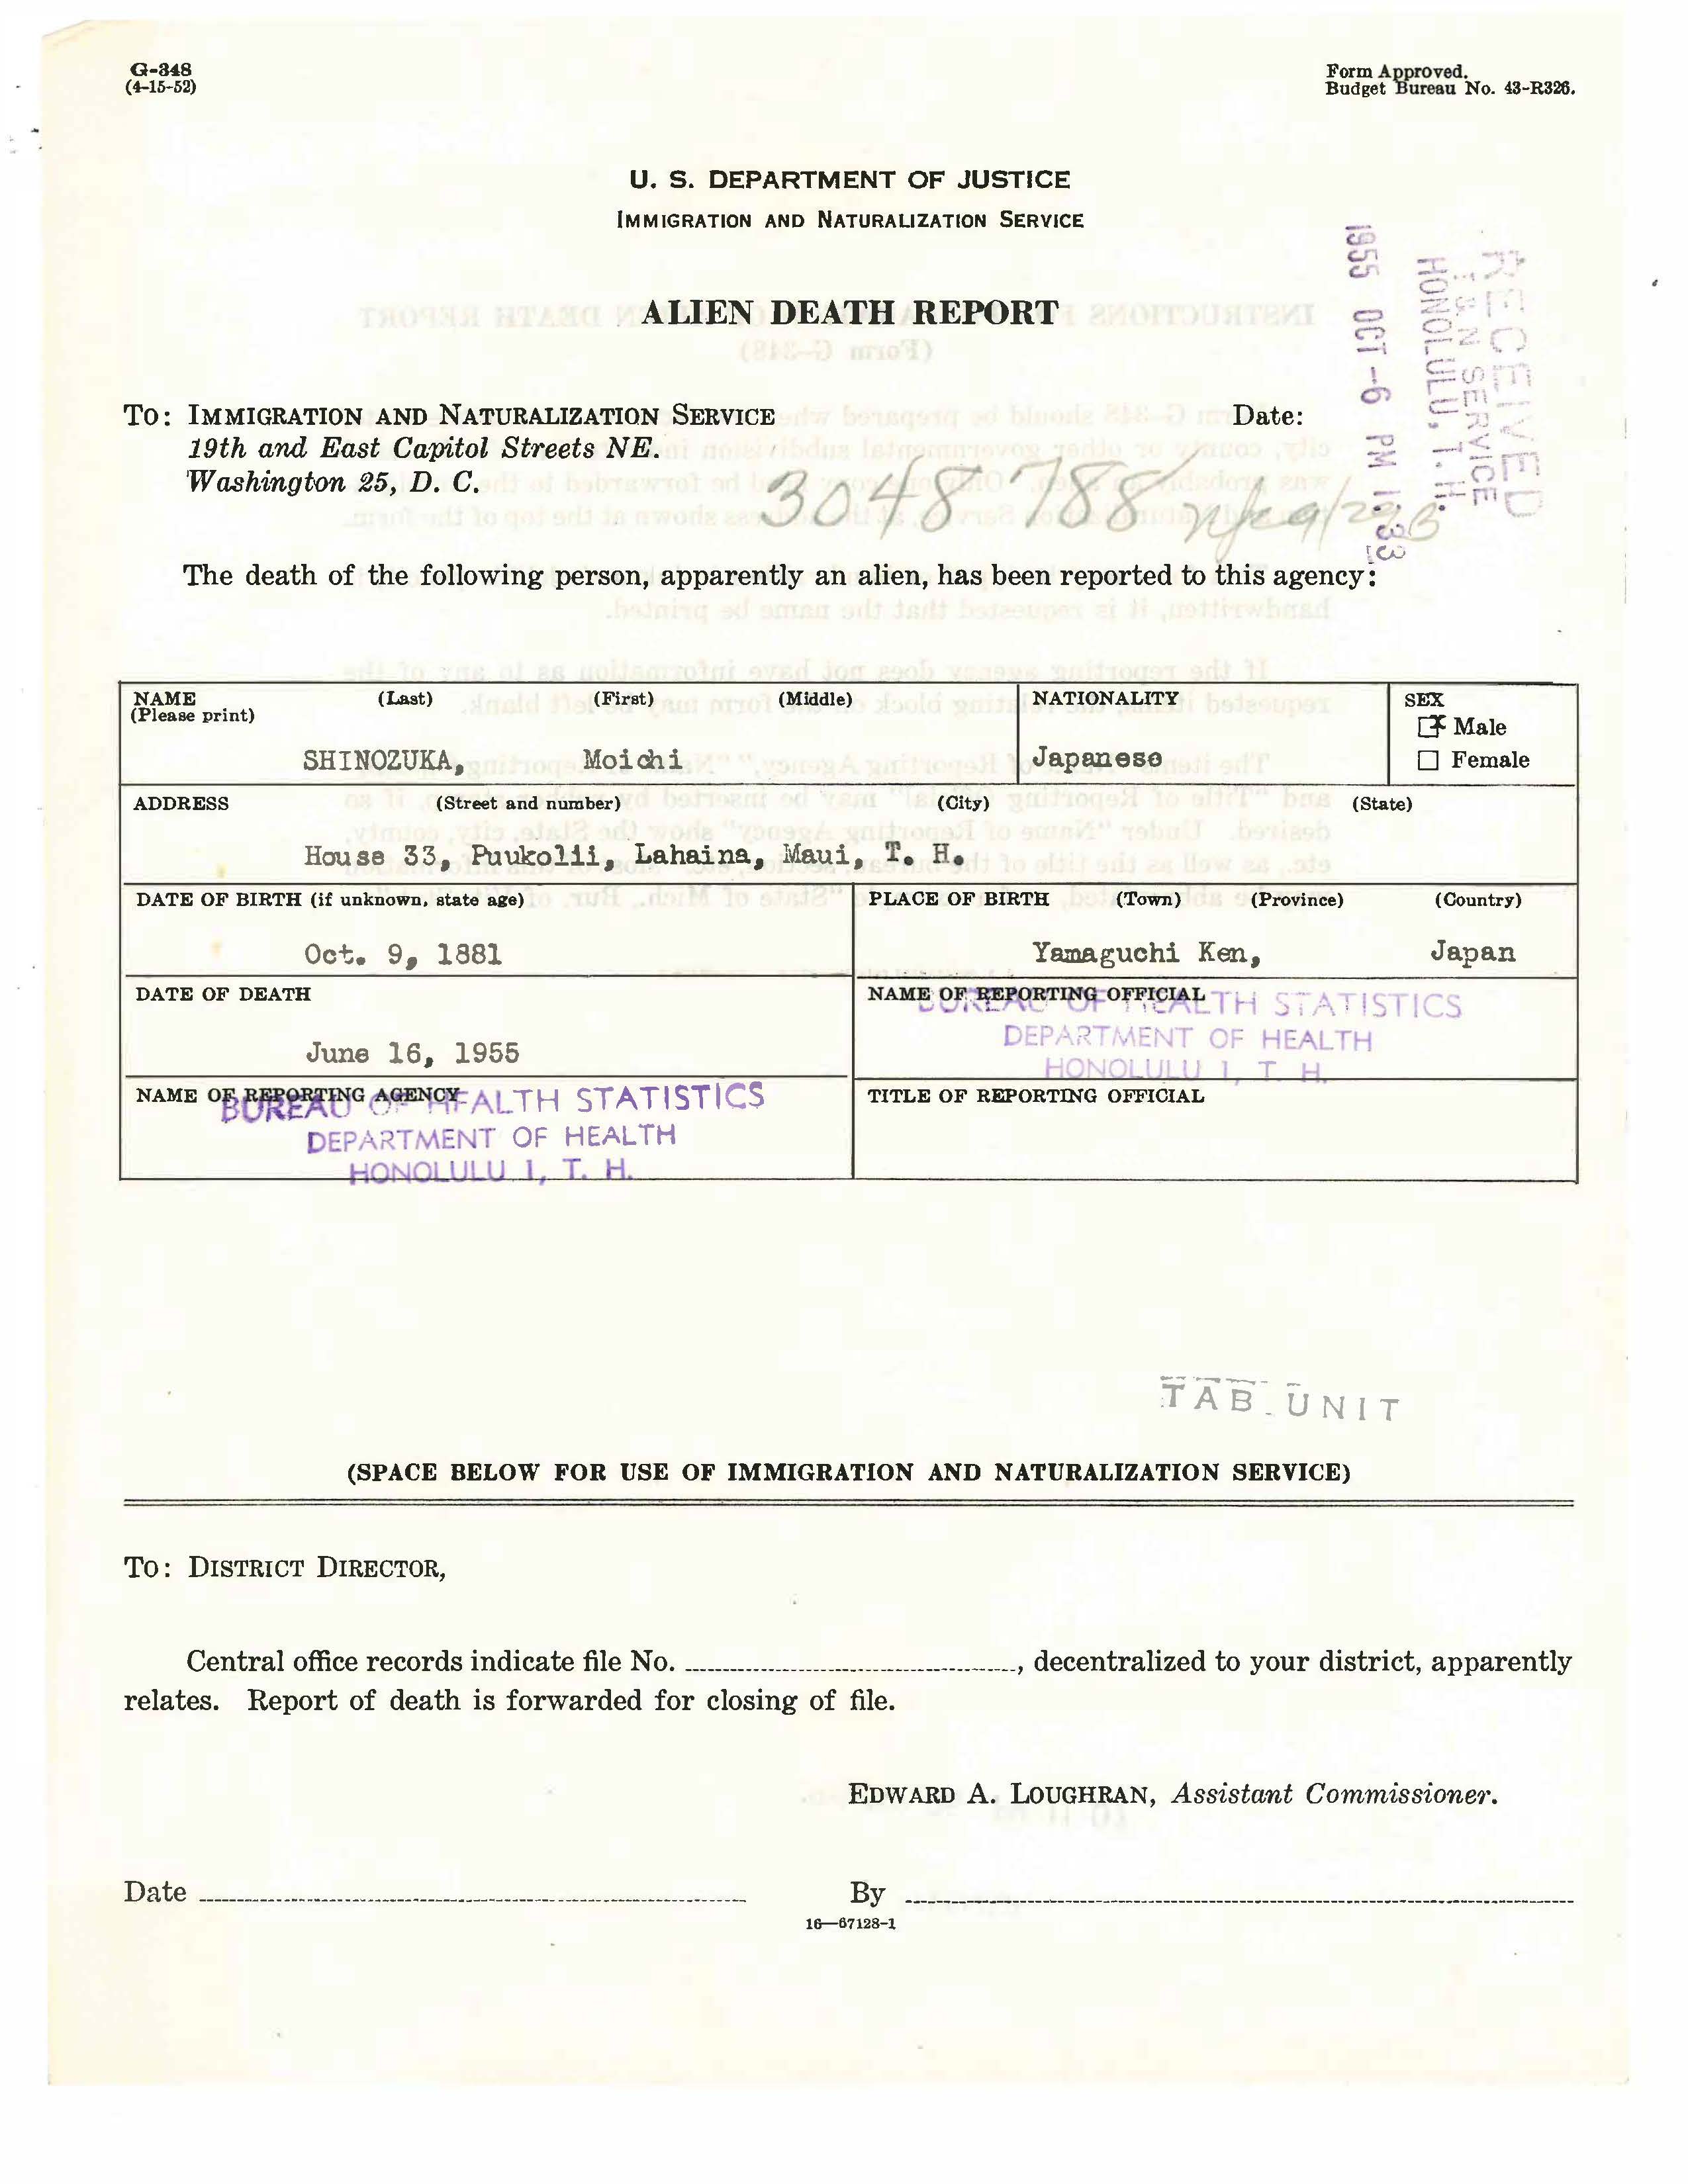 G-348
(4-15-52)
Form Approved.
Budget Bureau No. 43-R326.
U. S. DEPARTMENT OF JUSTICE
IMMIGRATION AND NATURALIZATION SERVICE
ALIEN DEATH REPORT
RECEIVED
I & N SERVICE
HONOLULU, T. H.
1955 OCT -6 PM 1:33
TO: IMMIGRATION AND NATURALIZATION SERVICE
19th and East Capitol Streets NE.
Washington 25, D. C.
Date:
3048788
The death of the following person, apparently an alien, has been reported to this agency:
NAME (Last) (First) (Middle)
(Please print)
SHINOZUKA, Moichi
NATIONALITY
Japanese
SEX
☒ Male
☐ Female
ADDRESS (Street and number) (City) (State)
House 33, Puukolii, Lahaina, Maui, T. H.
DATE OF BIRTH (if unknown, state age)
Oct. 9, 1881
PLACE OF BIRTH (Town) (Province) (Country)
Yamaguchi Ken, Japan
DATE OF DEATH
June 16, 1955
NAME OF REPORTING OFFICIAL
BUREAU OF HEALTH STATISTICS
DEPARTMENT OF HEALTH
HONOLULU 1, T. H.
NAME OF REPORTING AGENCY
BUREAU OF HEALTH STATISTICS
DEPARTMENT OF HEALTH
HONOLULU 1, T. H.
TITLE OF REPORTING OFFICIAL
TAB UNIT
(SPACE BELOW FOR USE OF IMMIGRATION AND NATURALIZATION SERVICE)
TO: DISTRICT DIRECTOR,
Central office records indicate file No. , decentralized to your district, apparently
relates. Report of death is forwarded for closing of file.
EDWARD A. LOUGHRAN, Assistant Commissioner.
Date
By
16—67128-1